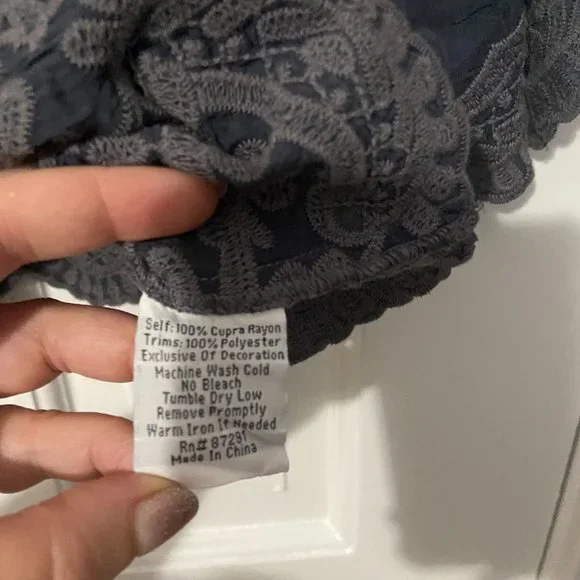 Self: 100% Cupra Rayon
Trims: 100% Polyester
Exclusive Of Decoration
Machine Wash Cold
No Bleach
Tumble Dry Low
Remove Promptly
Warm Iron If Needed
Rn# 87291
Made In China